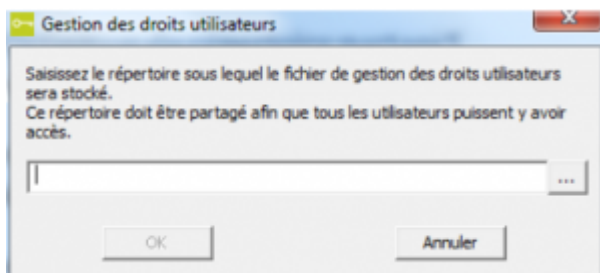 Gestion des droits utilisateurs
Saisissez le répertoire sous lequel le fichier de gestion des droits utilisateurs
sera stocké.
Ce répertoire doit être partagé afin que tous les utilisateurs puissent y avoir
accès.
...
OK
Annuler